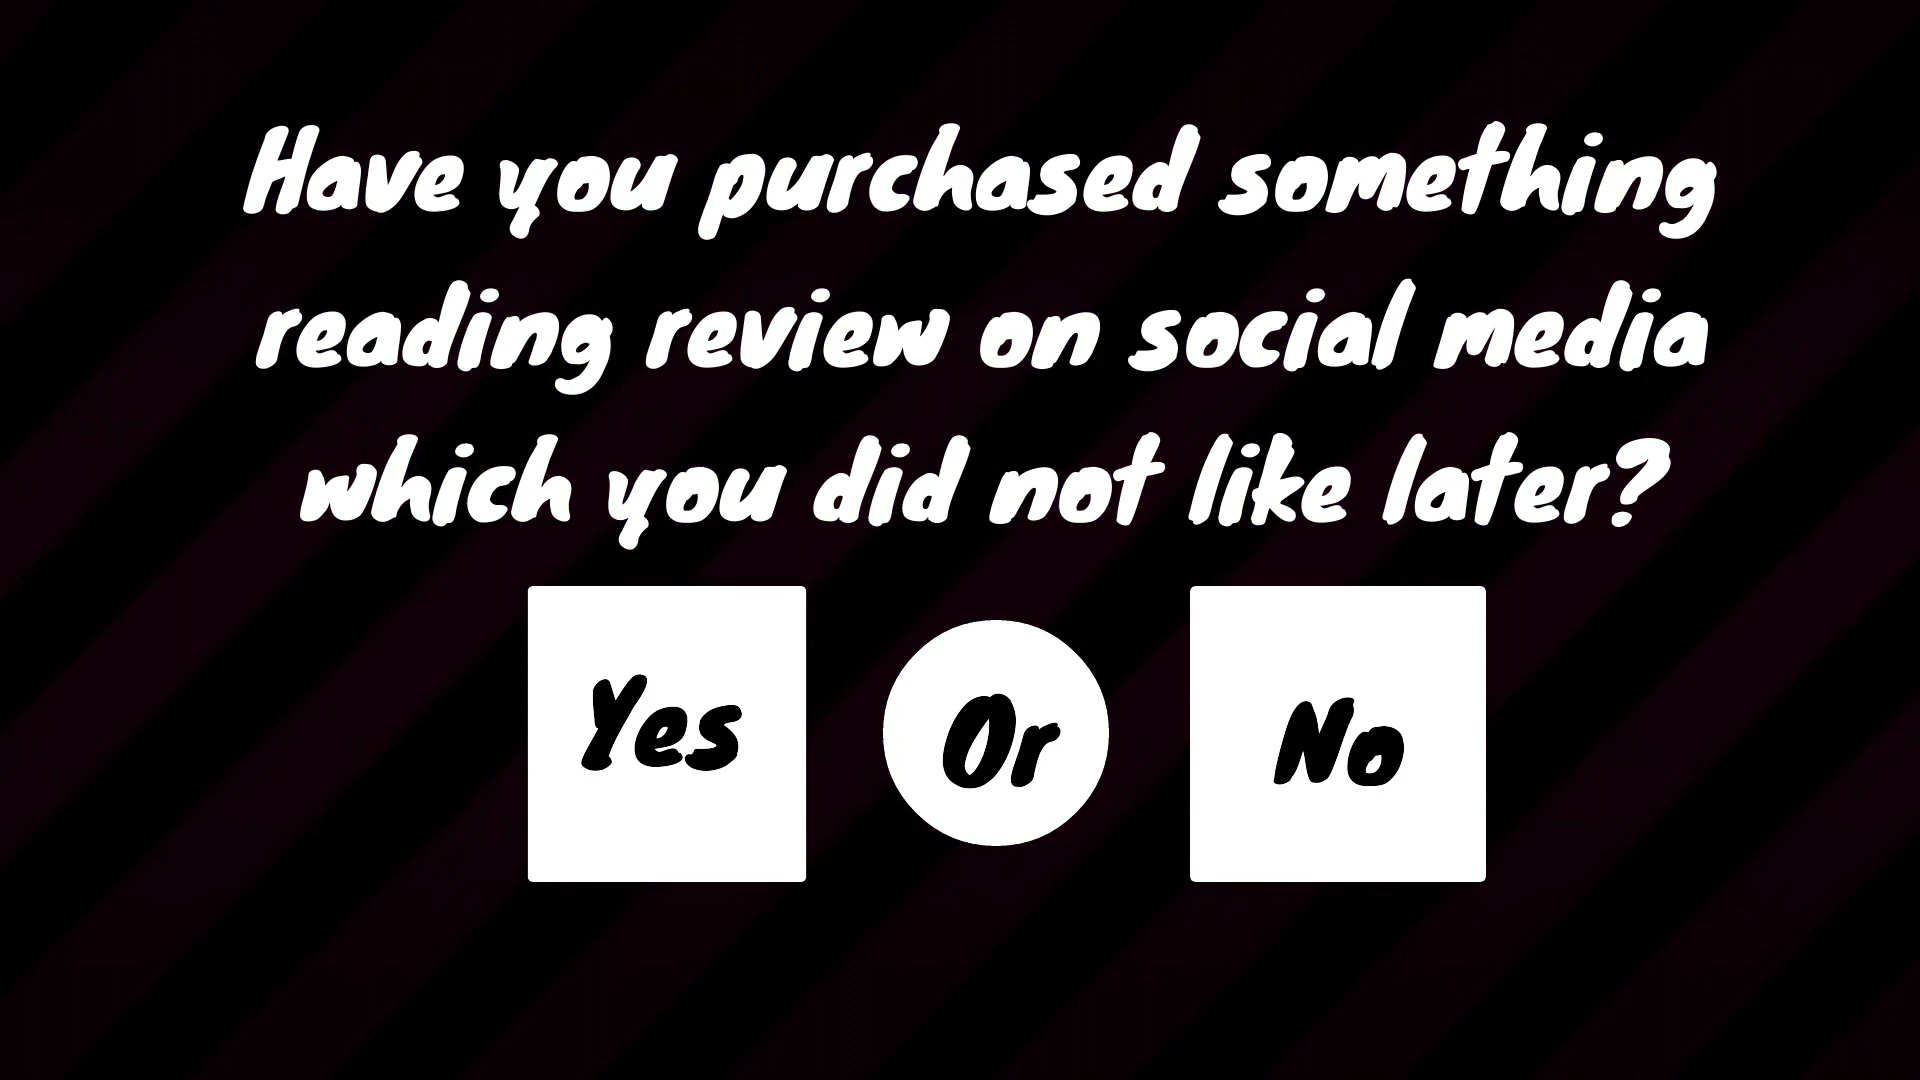 Have you purchased something
reading review on social media
which you did not like later?
Yes Or No